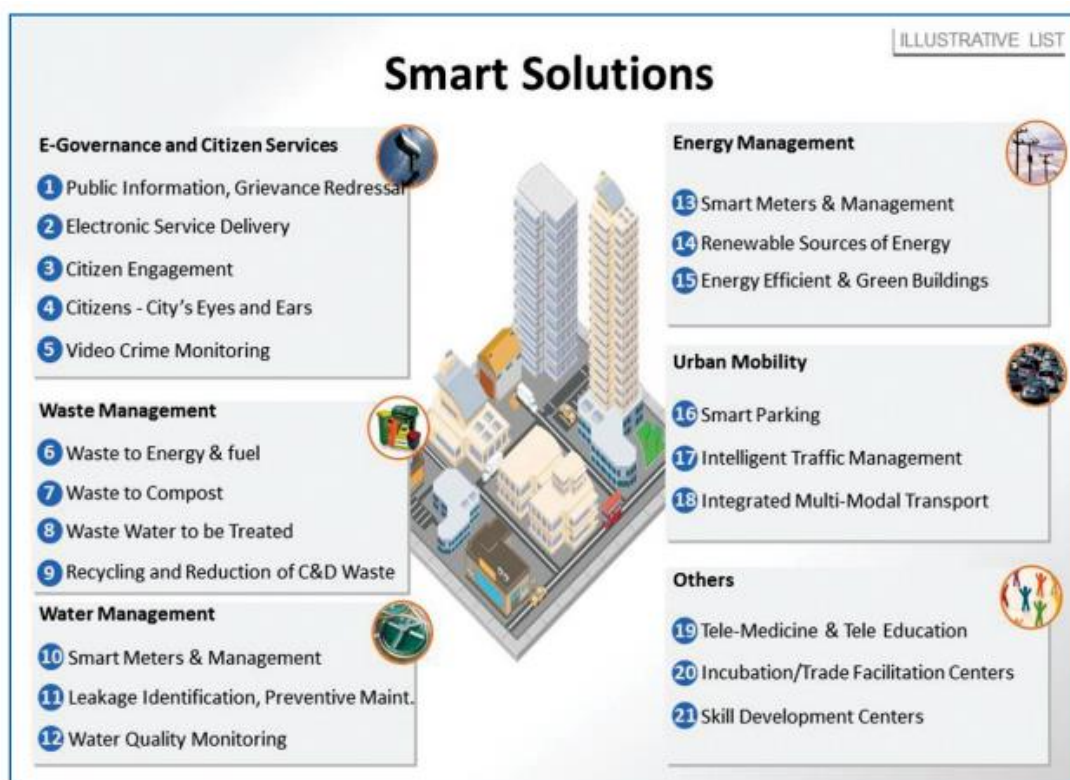 ILLUSTRATIVE LIST
Smart Solutions
E-Governance and Citizen Services
1 Public Information, Grievance Redressal
2 Electronic Service Delivery
3 Citizen Engagement
4 Citizens - City's Eyes and Ears
5 Video Crime Monitoring
Waste Management
6 Waste to Energy & fuel
7 Waste to Compost
8 Waste Water to be Treated
9 Recycling and Reduction of C&D Waste
Water Management
10 Smart Meters & Management
11 Leakage Identification, Preventive Maint.
12 Water Quality Monitoring
Energy Management
13 Smart Meters & Management
14 Renewable Sources of Energy
15 Energy Efficient & Green Buildings
Urban Mobility
16 Smart Parking
17 Intelligent Traffic Management
18 Integrated Multi-Modal Transport
Others
19 Tele-Medicine & Tele Education
20 Incubation/Trade Facilitation Centers
21 Skill Development Centers